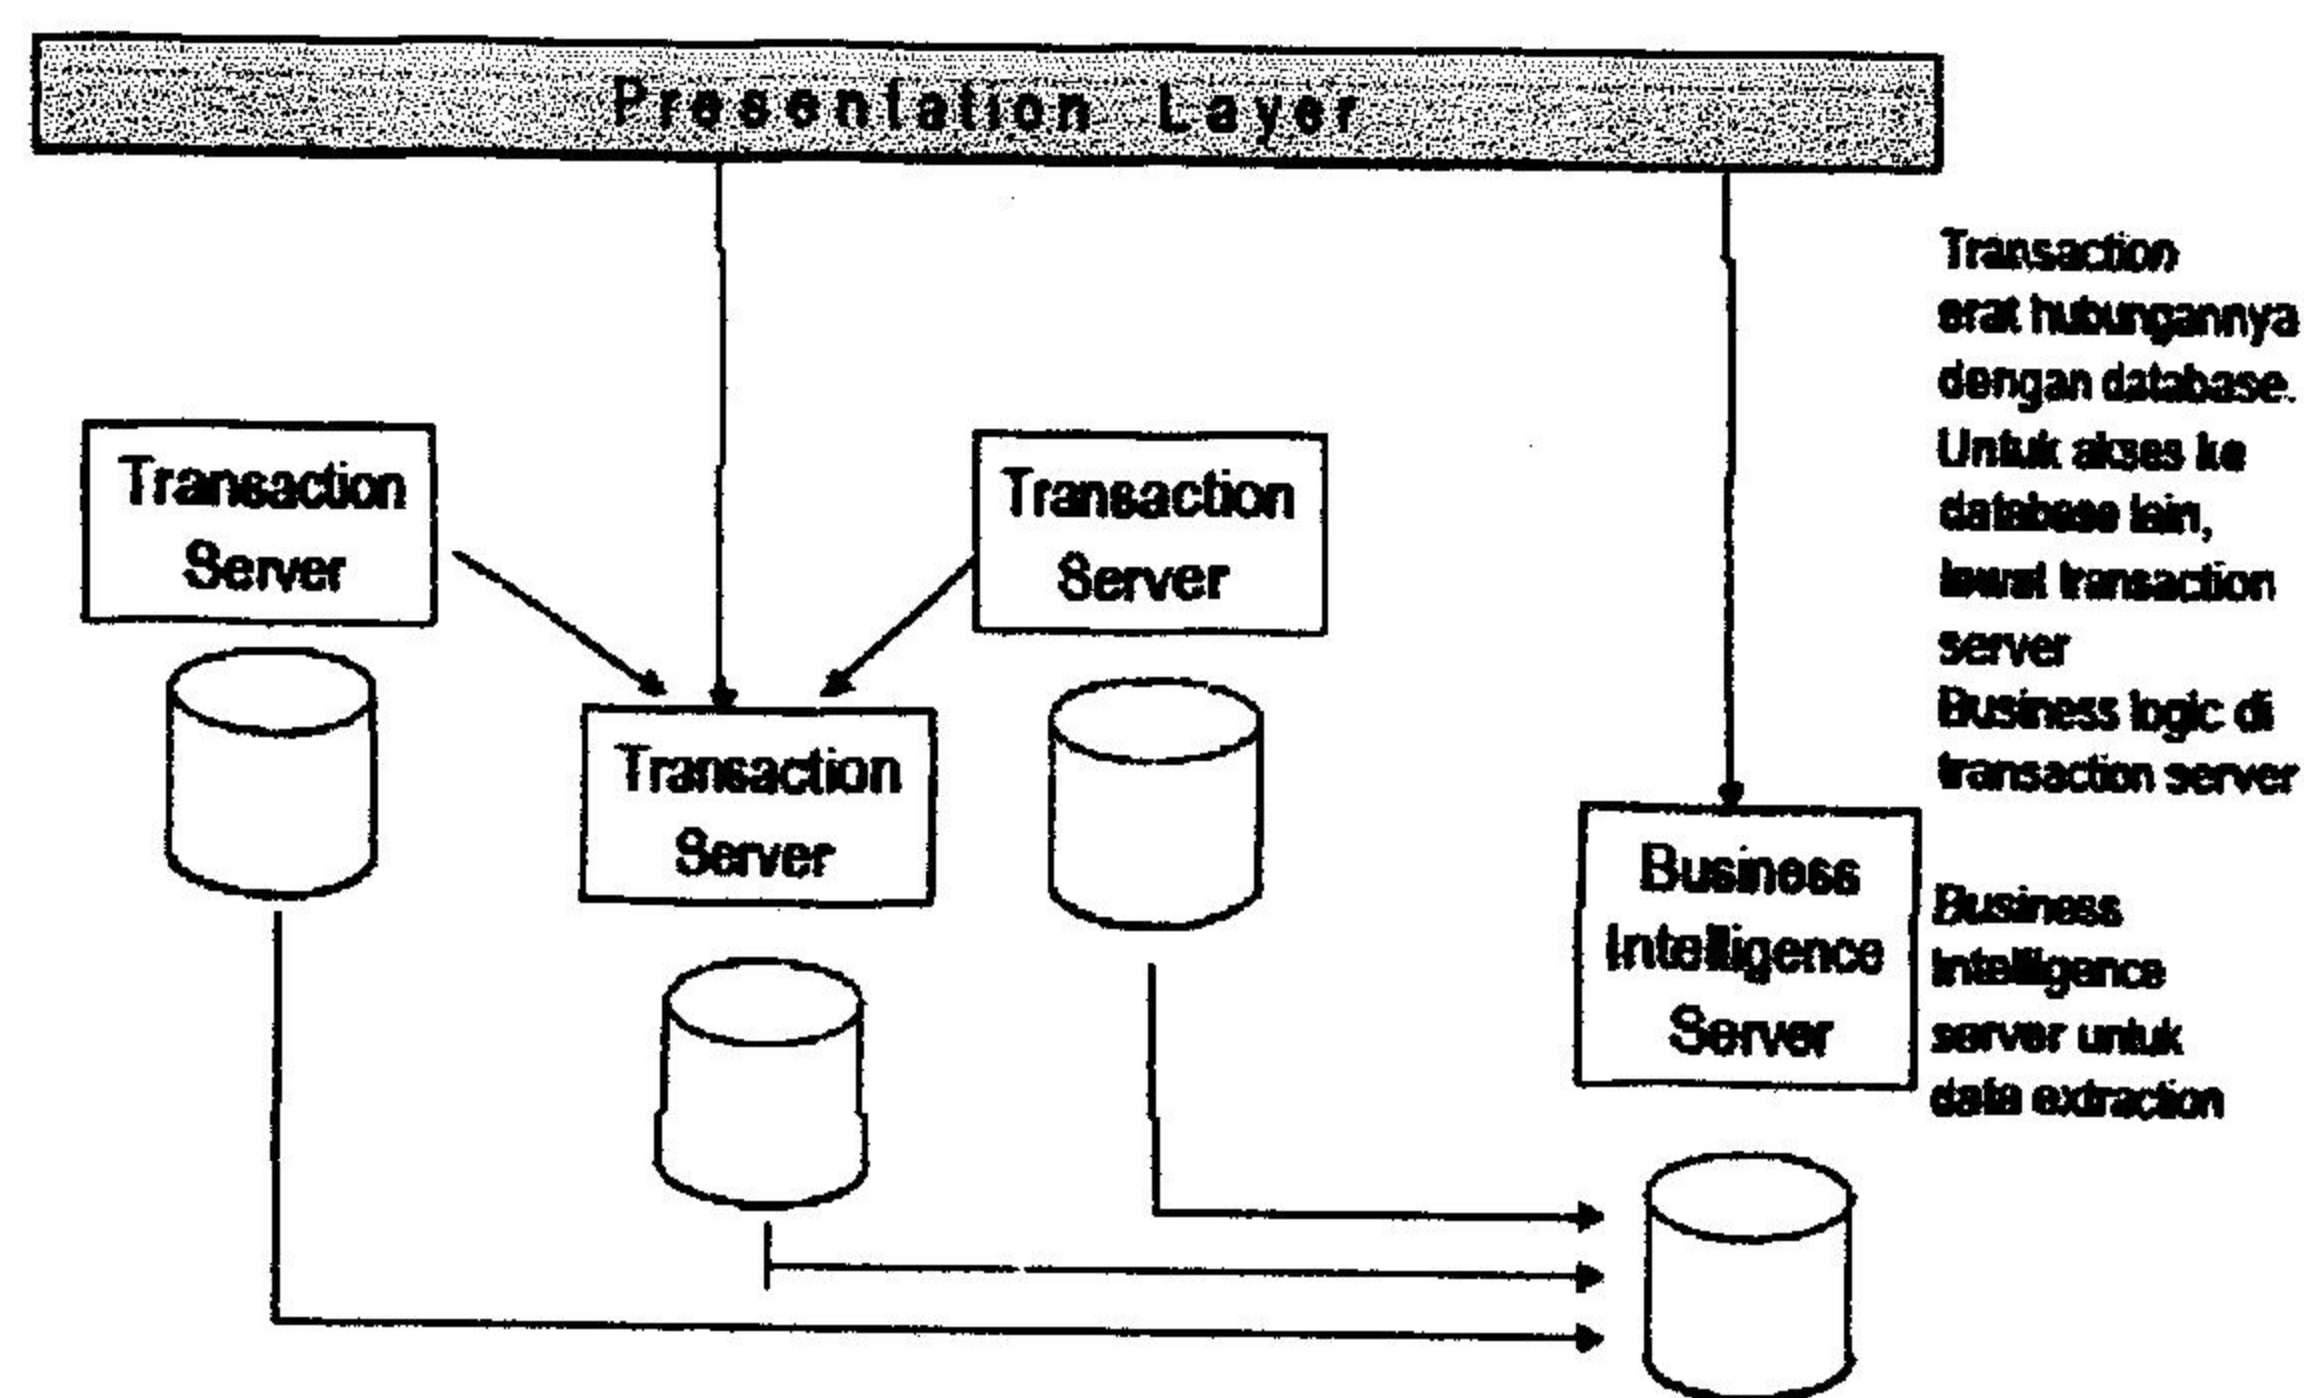 Presentation Layer
Transaction
Server
Transaction
Server
Transaction
Server
Business
Intelligence
Server
Transaction
erat hubungannya
dengan database.
Untuk akses ke
database lain,
lewat transaction
server
Business logic di
transaction server
Business
Intelligence
server untuk
data extraction